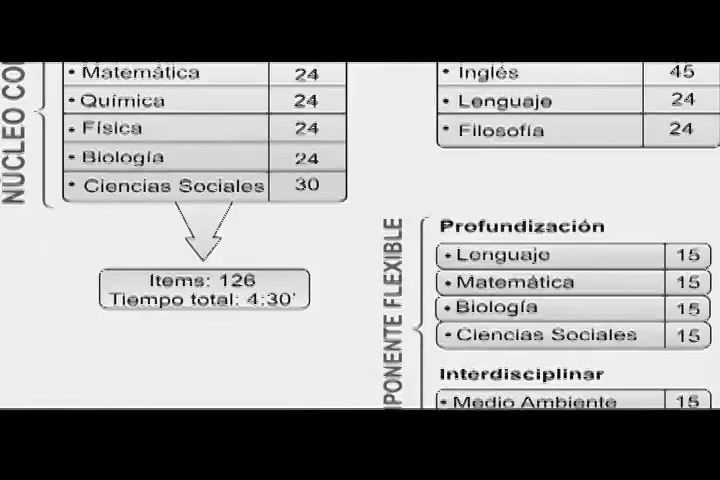 NÚCLEO CO
• Matemática 24
• Química 24
• Física 24
• Biología 24
• Ciencias Sociales 30
Items: 126
Tiempo total: 4:30'
• Inglés 45
• Lenguaje 24
• Filosofía 24
PONENTE FLEXIBLE
Profundización
• Lenguaje 15
• Matemática 15
• Biología 15
• Ciencias Sociales 15
Interdisciplinar
• Medio Ambiente 15